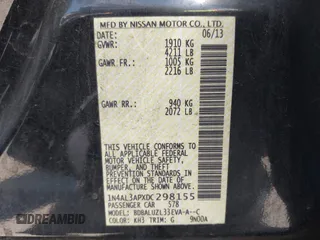 MFD BY NISSAN MOTOR CO., LTD.
DATE: 06/13
GVWR: 1910 KG
4211 LB
GAWR FR: 1005 KG
2216 LB
GAWR RR: 940 KG
2072 LB
THIS VEHICLE CONFORMS TO
ALL APPLICABLE FEDERAL
MOTOR VEHICLE SAFETY,
BUMPER, AND THEFT
PREVENTION STANDARDS
IN EFFECT ON THE DATE OF
MANUFACTURE SHOWN ABOVE.
1N4AL3APXDC298155
PASSENGER CAR 578
MODEL: BDBALUZL33EVA-A--C
COLOR: KH3 TRIM: G 9N00A